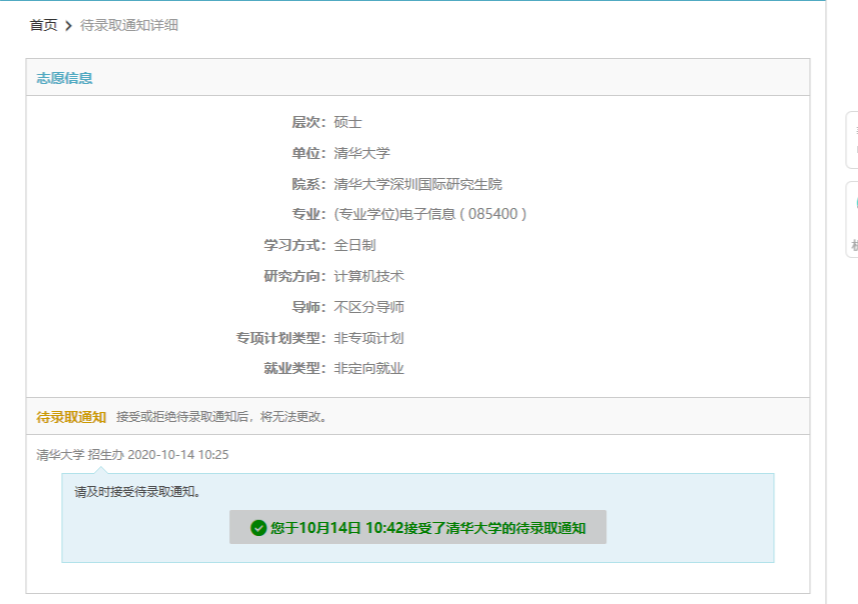 首页 > 待录取通知详细
志愿信息
层次：硕士
单位：清华大学
院系：清华大学深圳国际研究生院
专业：(专业学位)电子信息 ( 085400 )
学习方式：全日制
研究方向：计算机技术
导师：不区分导师
专项计划类型：非专项计划
就业类型：非定向就业
待录取通知 接受或拒绝待录取通知后，将无法更改。
清华大学 招生办 2020-10-14 10:25
请及时接受待录取通知。
您于10月14日 10:42接受了清华大学的待录取通知